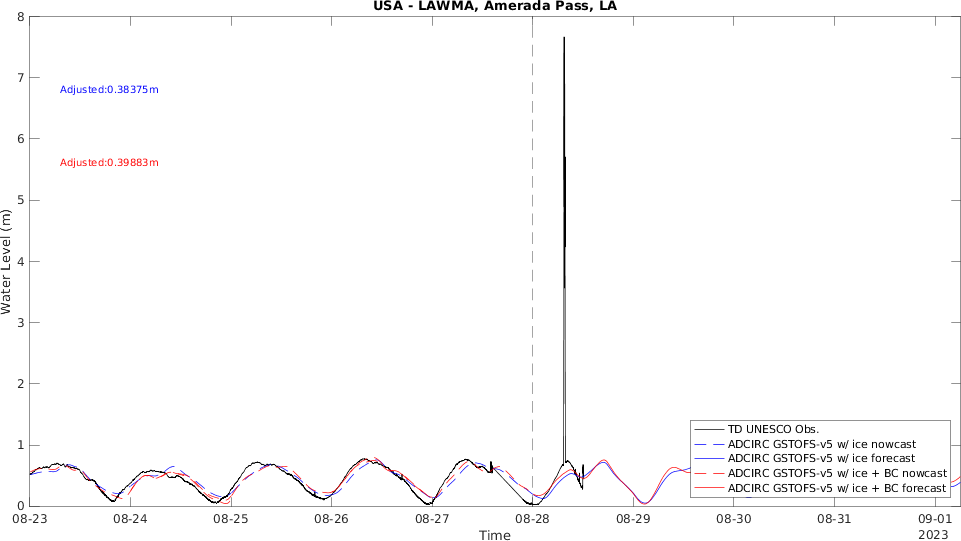 USA - LAWMA, Amerada Pass, LA
8
7
6
5
4
3
2
1
0
Water Level (m)
Adjusted:0.38375m
Adjusted:0.39883m
TD UNESCO Obs.
ADCIRC GSTOFS-v5 w/ ice nowcast
ADCIRC GSTOFS-v5 w/ ice forecast
ADCIRC GSTOFS-v5 w/ ice + BC nowcast
ADCIRC GSTOFS-v5 w/ ice + BC forecast
08-23 08-24 08-25 08-26 08-27 08-28 08-29 08-30 08-31 09-01
2023
Time